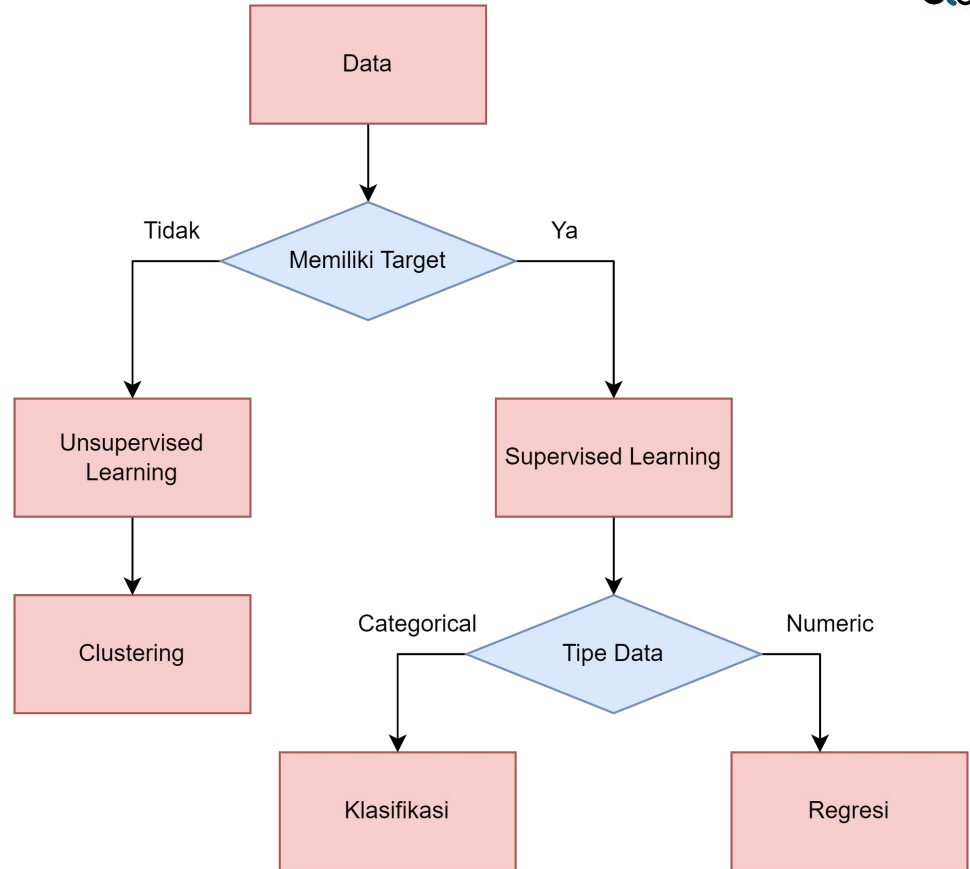 Data
Tidak
Ya
Memiliki Target
Unsupervised
Learning
Supervised Learning
Clustering
Categorical
Numeric
Tipe Data
Klasifikasi
Regresi